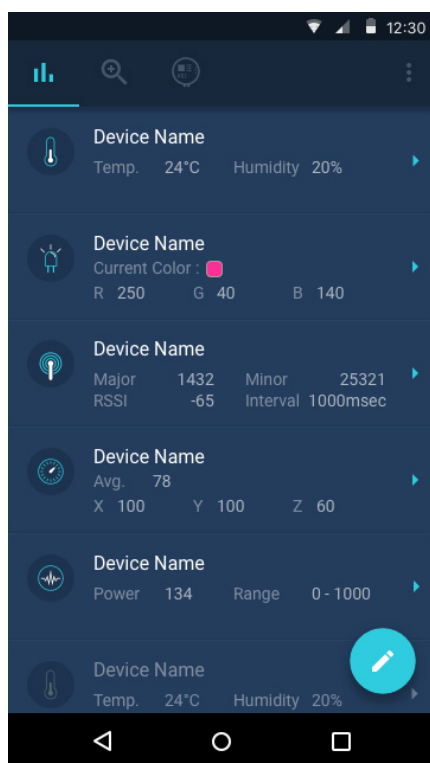 12:30
Device Name
Temp. 24°C Humidity 20%
Device Name
Current Color :
R 250 G 40 B 140
Device Name
Major 1432 Minor 25321
RSSI -65 Interval 1000msec
Device Name
Avg. 78
X 100 Y 100 Z 60
Device Name
Power 134 Range 0 - 1000
Device Name
Temp. 24°C Humidity 20%